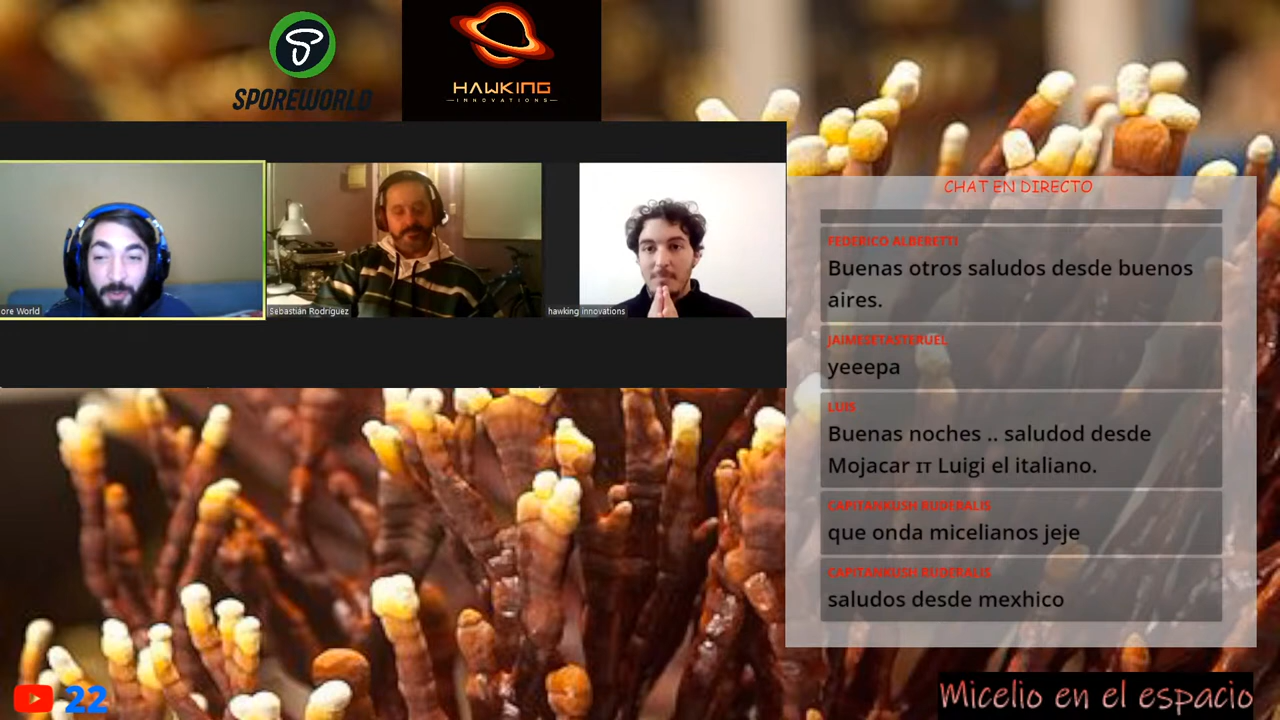 SPOREWORLD
HAWKING
INNOVATIONS
ore World
Sebastián Rodríguez
hawking innovations
CHAT EN DIRECTO
FEDERICO ALBERETTI
Buenas otros saludos desde buenos
aires.
JAIMEZETASTERUEL
yeeepa
LUIS
Buenas noches .. saludod desde
Mojacar IT Luigi el italiano.
CAPITANKUSH RUDERALIS
que onda micelianos jeje
CAPITANKUSH RUDERALIS
saludos desde mexhico
22
Micelio en el espacio